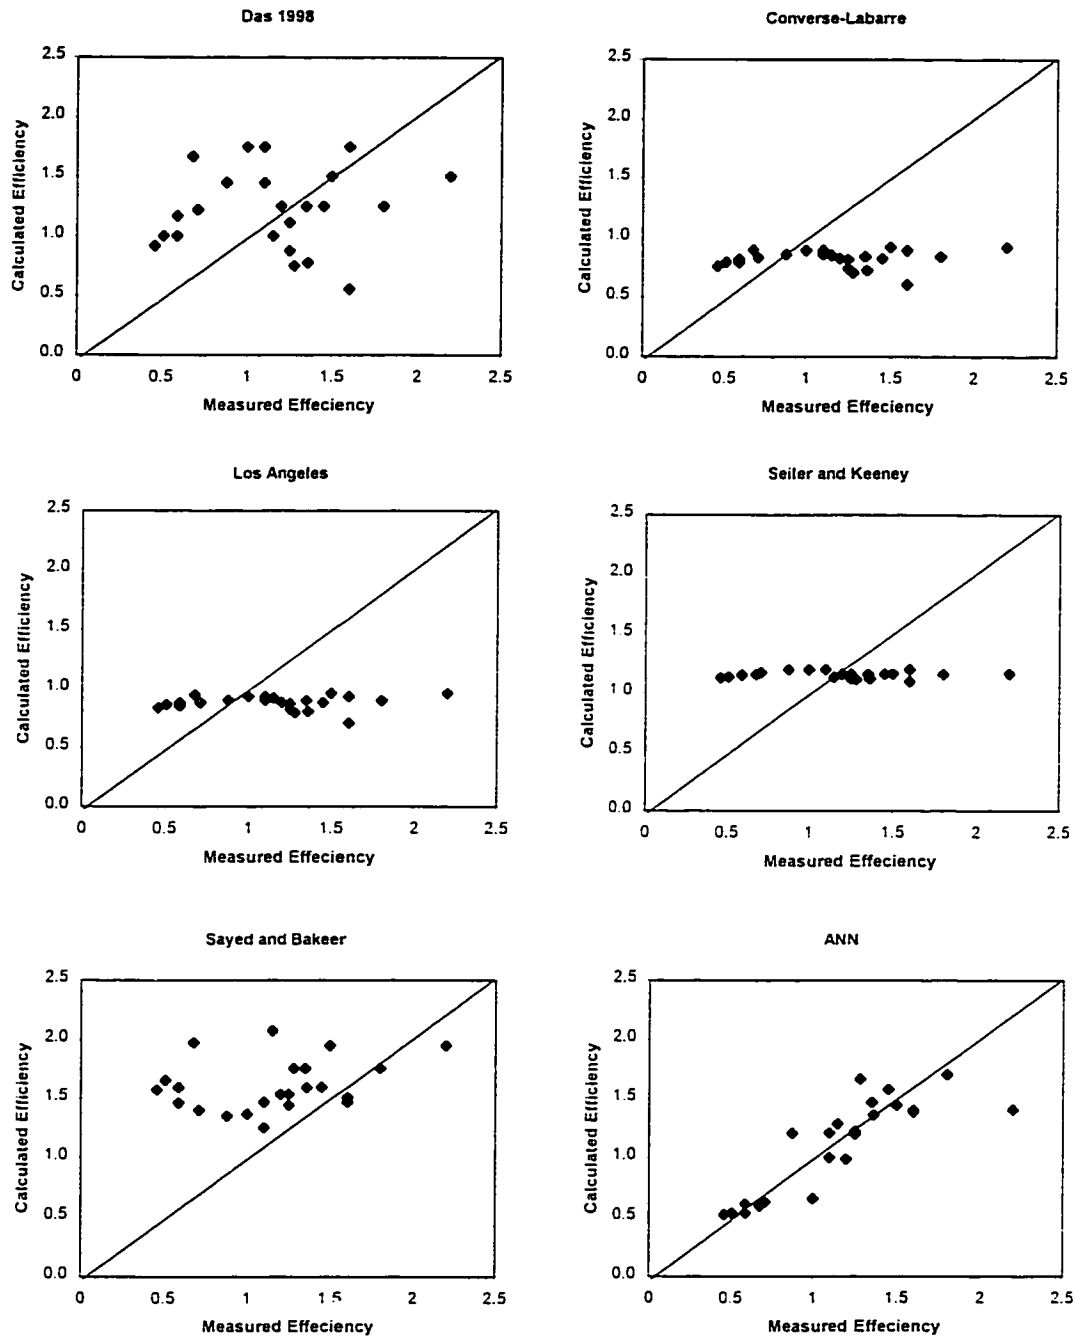 Das 1998
Calculated Efficiency
2.5
2.0
1.5
1.0
0.5
0.0
0 0.5 1 1.5 2 2.5
Measured Effeciency
Converse-Labarre
Calculated Efficiency
2.5
2.0
1.5
1.0
0.5
0.0
0 0.5 1 1.5 2 2.5
Measured Effeciency
Los Angeles
Calculated Efficiency
2.5
2.0
1.5
1.0
0.5
0.0
0 0.5 1 1.5 2 2.5
Measured Effeciency
Seiler and Keeney
Calculated Efficiency
2.5
2.0
1.5
1.0
0.5
0.0
0 0.5 1 1.5 2 2.5
Measured Effeciency
Sayed and Bakeer
Calculated Efficiency
2.5
2.0
1.5
1.0
0.5
0.0
0 0.5 1 1.5 2 2.5
Measured Effeciency
ANN
Calculated Efficiency
2.5
2.0
1.5
1.0
0.5
0.0
0 0.5 1 1.5 2 2.5
Measured Effeciency